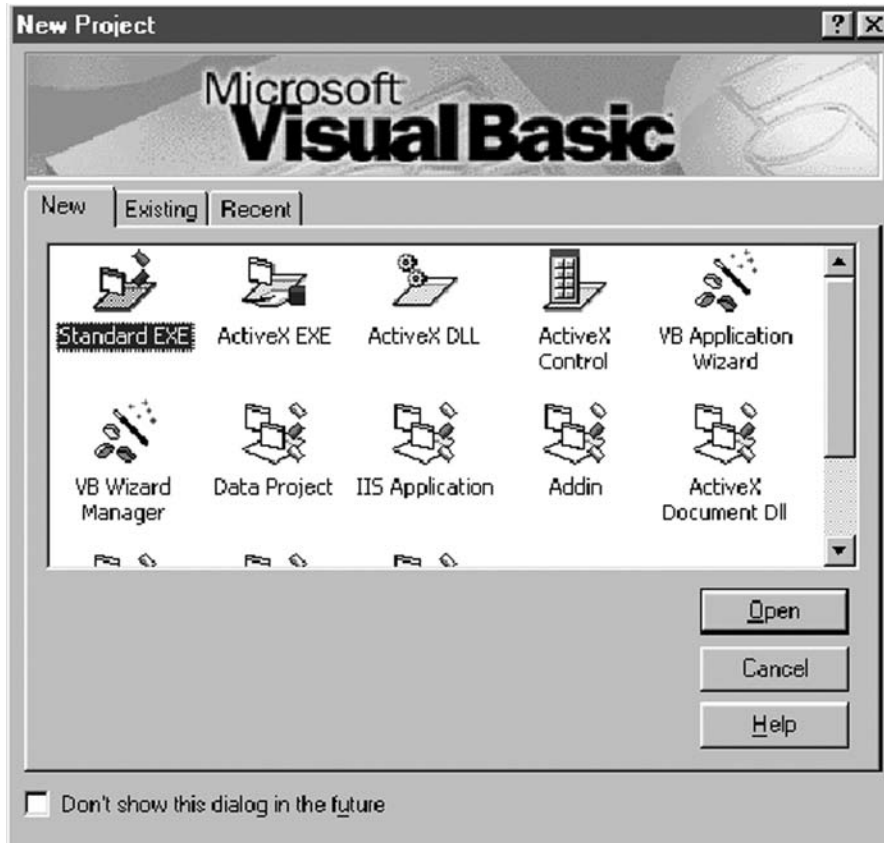 New Project
? X
Microsoft
Visual Basic
New Existing Recent
Standard EXE ActiveX EXE ActiveX DLL ActiveX Control VB Application Wizard
VB Wizard Manager Data Project IIS Application Addin ActiveX Document Dll
Open
Cancel
Help
Don't show this dialog in the future